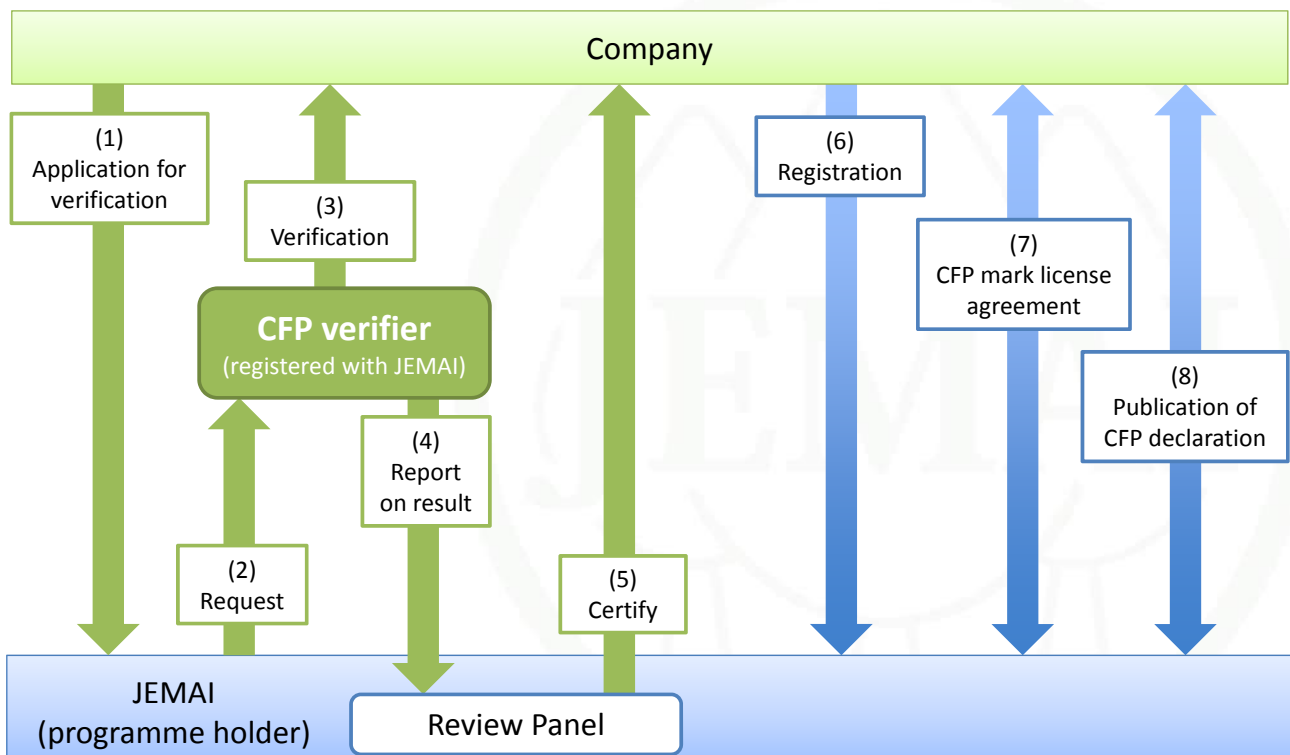 Company
(1)
Application for
verification
(3)
Verification
(6)
Registration
(7)
CFP mark license
agreement
CFP verifier
(registered with JEMAI)
(8)
Publication of
CFP declaration
(4)
Report
on result
(2)
Request
(5)
Certify
JEMAI
(programme holder)
Review Panel
JEMAI